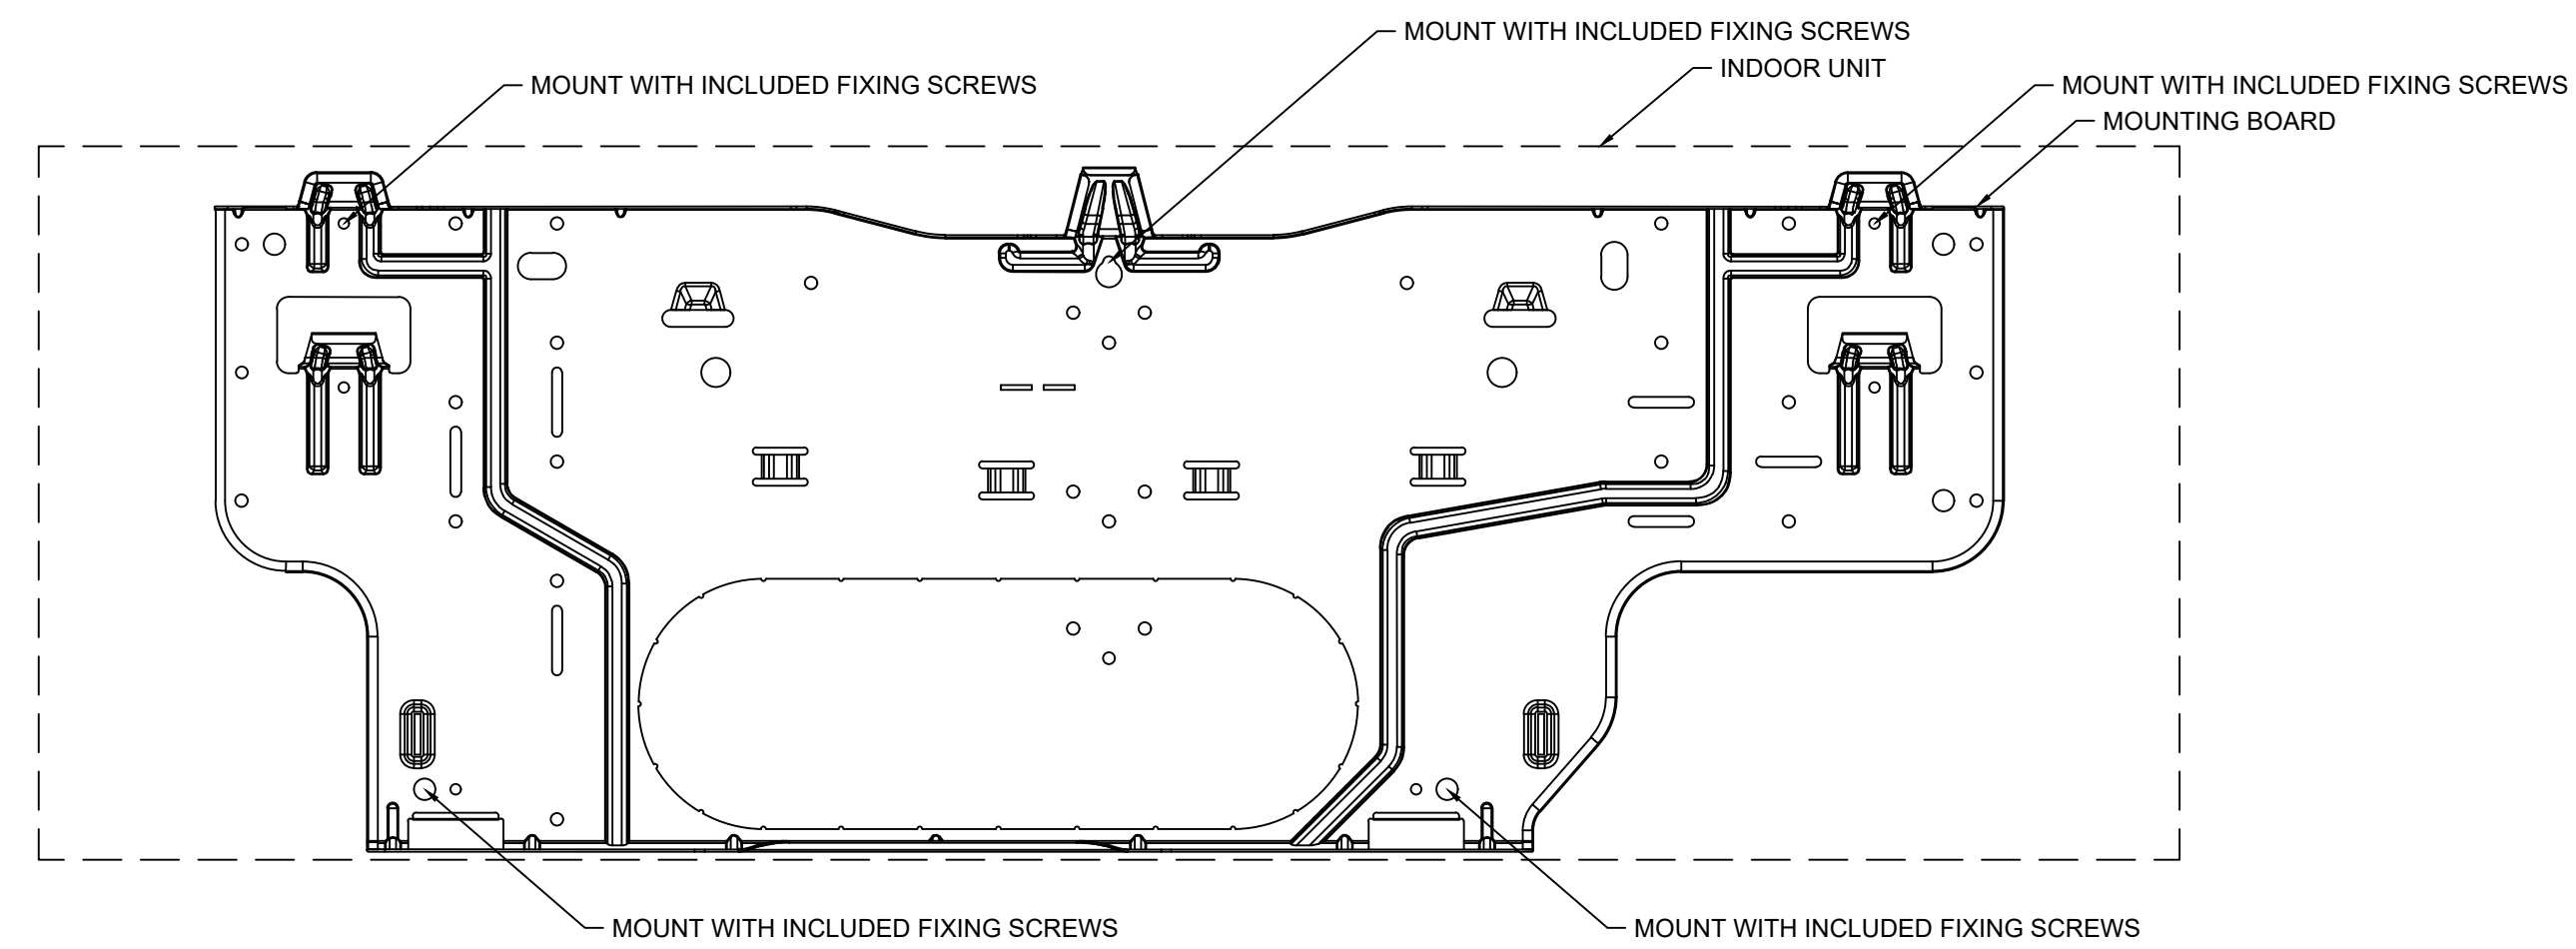 MOUNT WITH INCLUDED FIXING SCREWS
INDOOR UNIT
MOUNT WITH INCLUDED FIXING SCREWS
MOUNT WITH INCLUDED FIXING SCREWS
MOUNTING BOARD
MOUNT WITH INCLUDED FIXING SCREWS
MOUNT WITH INCLUDED FIXING SCREWS